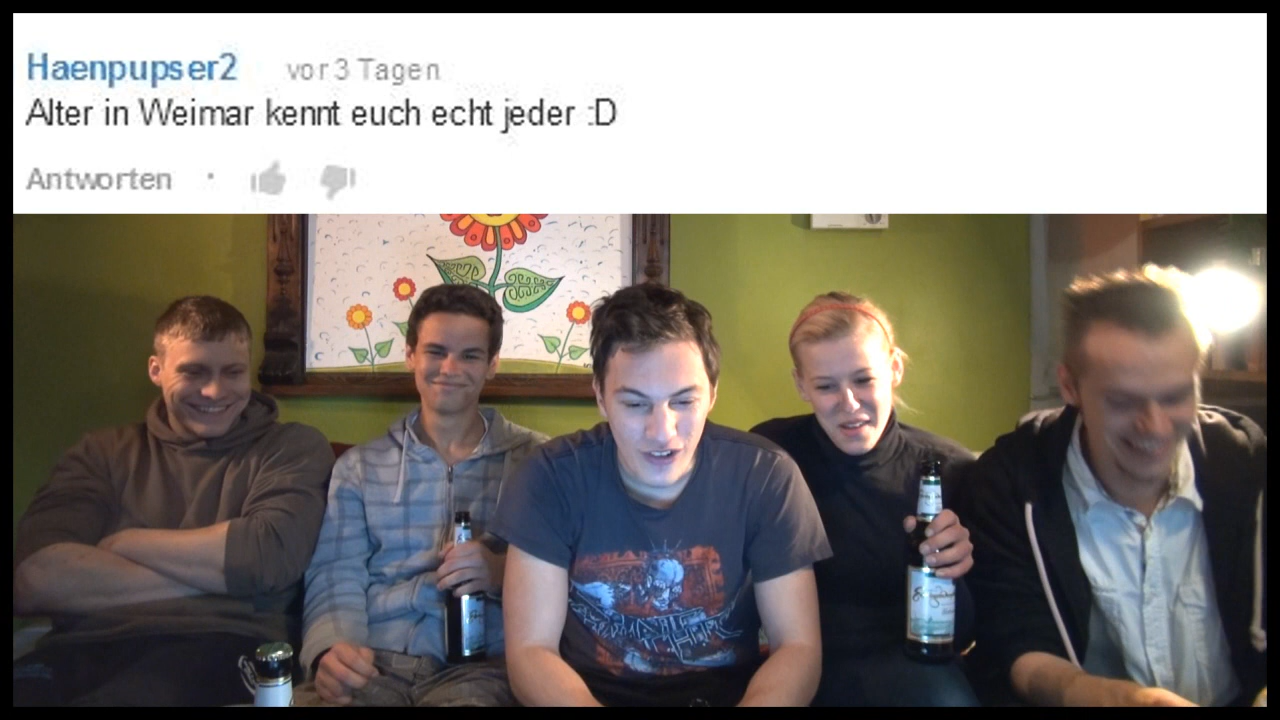 Haenpupser2 vor 3 Tagen
Alter in Weimar kennt euch echt jeder :D
Antworten